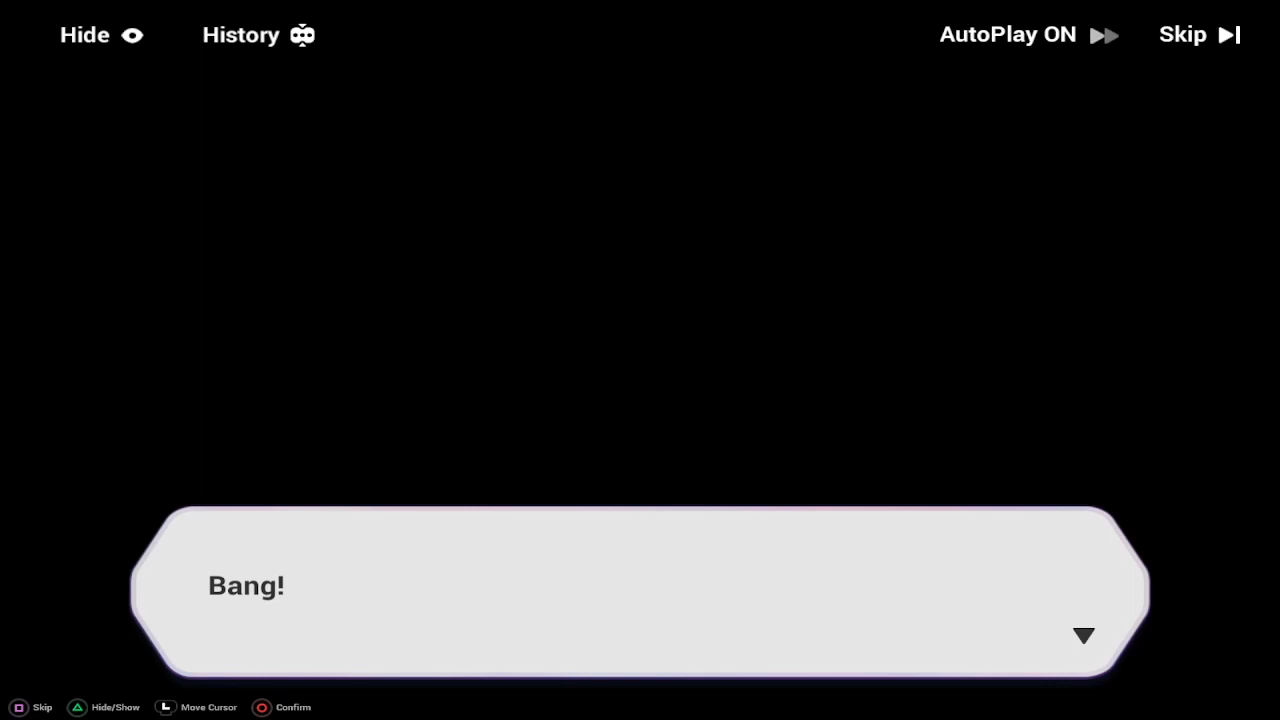 Hide
History
AutoPlay ON
Skip
Bang!
Skip
Hide/Show
L
Move Cursor
Confirm